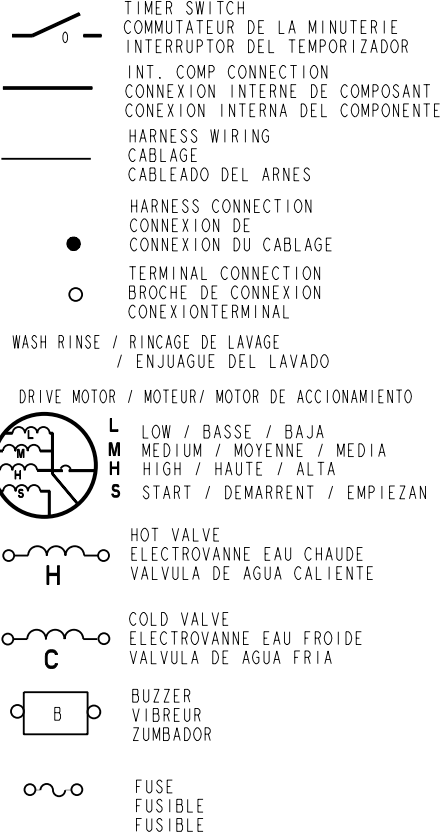 TIMER SWITCH
COMMUTATEUR DE LA MINUTERIE
INTERRUPTOR DEL TEMPORIZADOR
0
INT. COMP CONNECTION
CONNEXION INTERNE DE COMPOSANT
CONEXION INTERNA DEL COMPONENTE
HARNESS WIRING
CABLAGE
CABLEADO DEL ARNES
HARNESS CONNECTION
CONNEXION DE
CONNEXION DU CABLAGE
TERMINAL CONNECTION
BROCHE DE CONNEXION
CONEXIONTERMINAL
WASH RINSE / RINCAGE DE LAVAGE
/ ENJUAGUE DEL LAVADO
DRIVE MOTOR / MOTEUR/ MOTOR DE ACCIONAMIENTO
L
M
H
S
L LOW / BASSE / BAJA
M MEDIUM / MOYENNE / MEDIA
H HIGH / HAUTE / ALTA
S START / DEMARRENT / EMPIEZAN
HOT VALVE
ELECTROVANNE EAU CHAUDE
VALVULA DE AGUA CALIENTE
H
COLD VALVE
ELECTROVANNE EAU FROIDE
VALVULA DE AGUA FRIA
C
BUZZER
VIBREUR
ZUMBADOR
B
FUSE
FUSIBLE
FUSIBLE